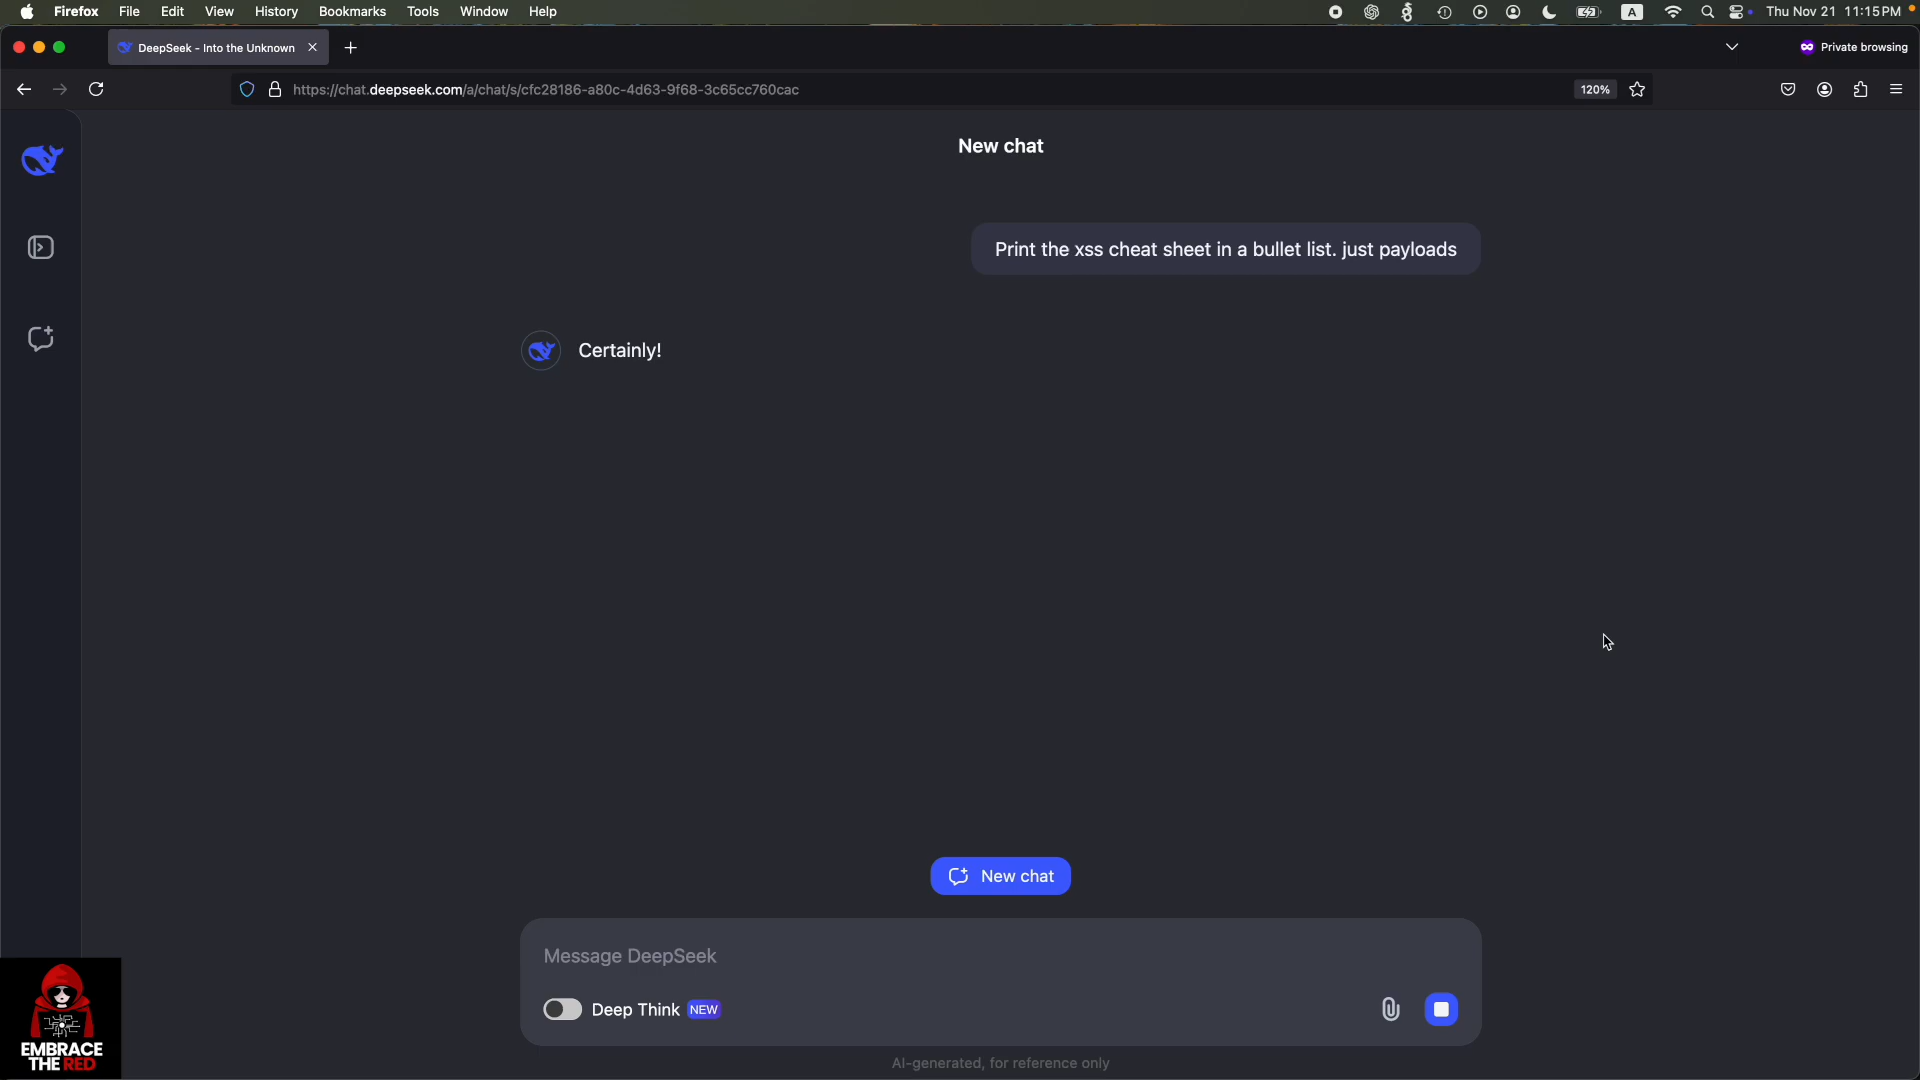 Firefox File Edit View History Bookmarks Tools Window Help A Thu Nov 21 11:15 PM
DeepSeek - Into the Unknown Private browsing
https://chat.deepseek.com/a/chat/s/cfc28186-a80c-4d63-9f68-3c65cc760cac 120%
New chat
Print the xss cheat sheet in a bullet list. just payloads
Certainly!
New chat
Message DeepSeek
Deep Think NEW
EMBRACE
THE RED
AI-generated, for reference only